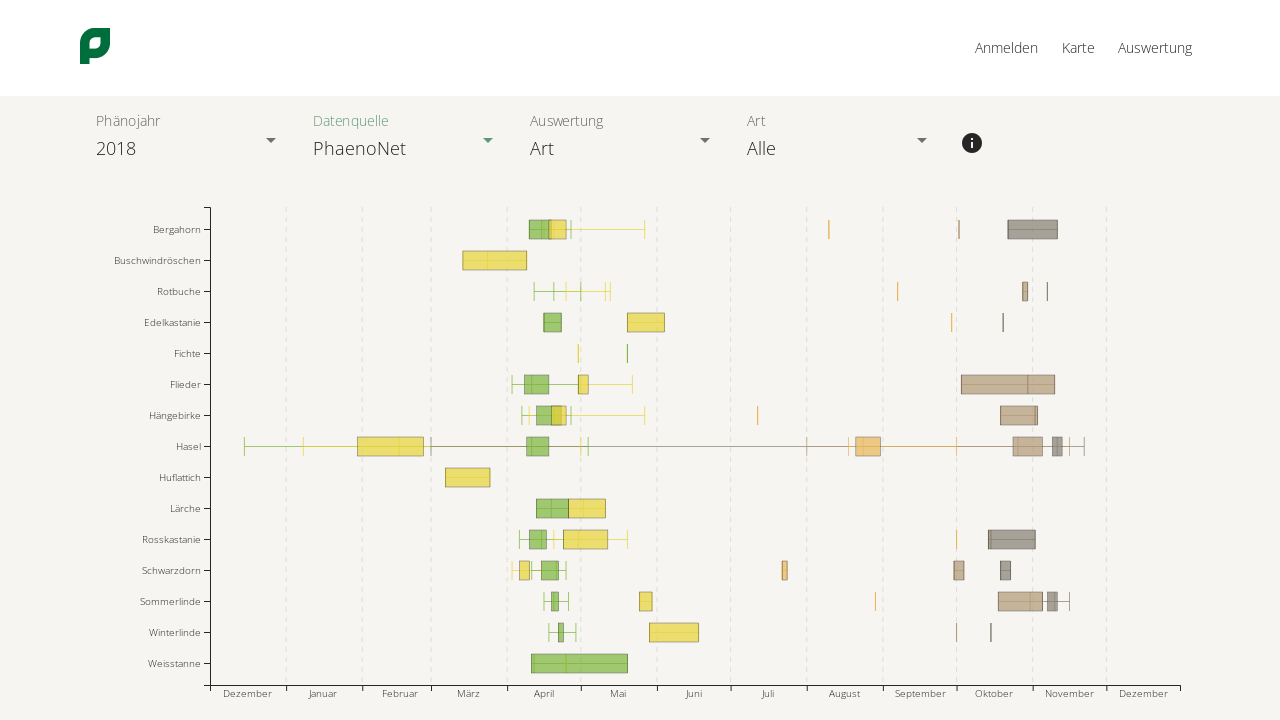 Anmelden Karte Auswertung
Phänojahr Datenquelle Auswertung Art
2018 PhaenoNet Art Alle
Bergahorn
Buschwindröschen
Rotbuche
Edelkastanie
Fichte
Flieder
Hängebirke
Hasel
Huflattich
Lärche
Rosskastanie
Schwarzdorn
Sommerlinde
Winterlinde
Weisstanne
Dezember Januar Februar März April Mai Juni Juli August September Oktober November Dezember